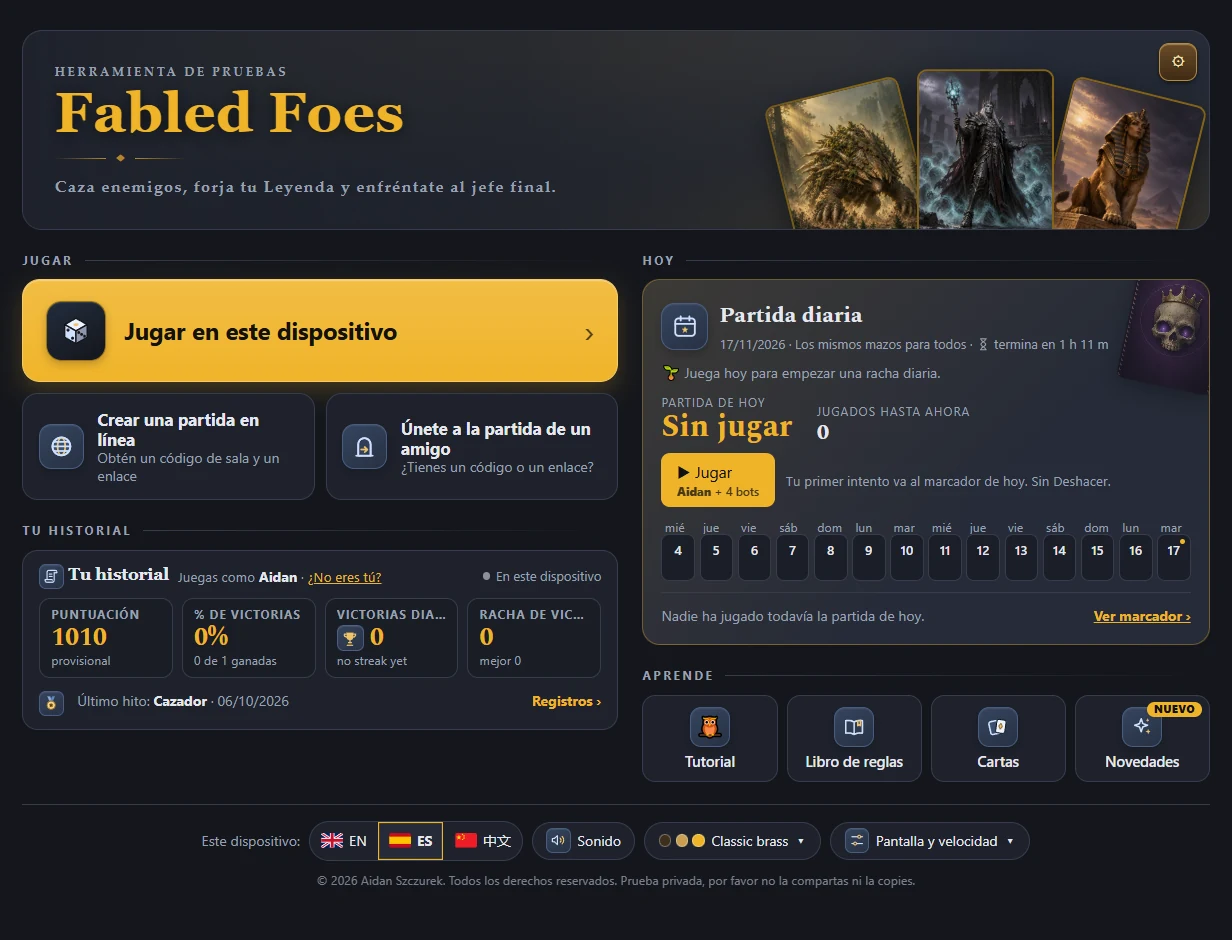 HERRAMIENTA DE PRUEBAS
Fabled Foes
Caza enemigos, forja tu Leyenda y enfréntate al jefe final.
JUGAR
Jugar en este dispositivo
Crear una partida en
línea
Obtén un código de sala y un
enlace
Únete a la partida de un
amigo
¿Tienes un código o un enlace?
TU HISTORIAL
Tu historial Juegas como Aidan · ¿No eres tú? En este dispositivo
PUNTUACIÓN
1010
provisional
% DE VICTORIAS
0%
0 de 1 ganadas
VICTORIAS DIA...
0
no streak yet
RACHA DE VIC...
0
mejor 0
Último hito: Cazador · 06/10/2026 Registros ›
HOY
Partida diaria
17/11/2026 · Los mismos mazos para todos · termina en 1 h 11 m
Juega hoy para empezar una racha diaria.
PARTIDA DE HOY
Sin jugar
JUGADOS HASTA AHORA
0
Jugar
Aidan + 4 bots
Tu primer intento va al marcador de hoy. Sin Deshacer.
mié jue vie sáb dom lun mar mié jue vie sáb dom lun mar
4 5 6 7 8 9 10 11 12 13 14 15 16 17
Nadie ha jugado todavía la partida de hoy. Ver marcador ›
APRENDE
Tutorial
Libro de reglas
Cartas
NUEVO
Novedades
Este dispositivo: EN ES 中文 Sonido Classic brass Pantalla y velocidad
© 2026 Aidan Szczurek. Todos los derechos reservados. Prueba privada, por favor no la compartas ni la copies.